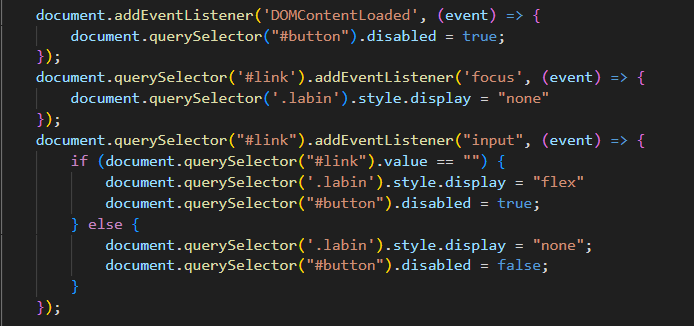 document.addEventListener('DOMContentLoaded', (event) => {
    document.querySelector("#button").disabled = true;
});
document.querySelector('#link').addEventListener('focus', (event) => {
    document.querySelector('.labin').style.display = "none"
});
document.querySelector("#link").addEventListener("input", (event) => {
    if (document.querySelector("#link").value == "") {
        document.querySelector('.labin').style.display = "flex"
        document.querySelector("#button").disabled = true;
    } else {
        document.querySelector('.labin').style.display = "none";
        document.querySelector("#button").disabled = false;
    }
});